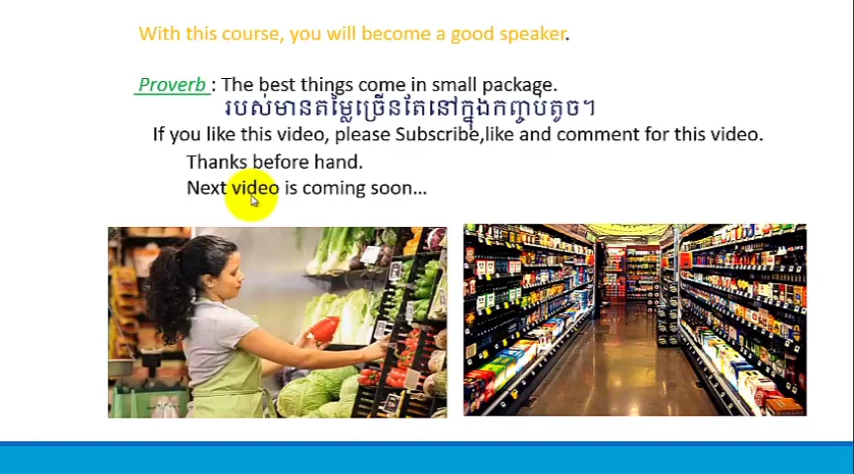 With this course, you will become a good speaker.
Proverb : The best things come in small package.
របស់មានតម្លៃច្រើនតែនៅក្នុងកញ្ចប់តូច។
If you like this video, please Subscribe,like and comment for this video.
Thanks before hand.
Next video is coming soon...